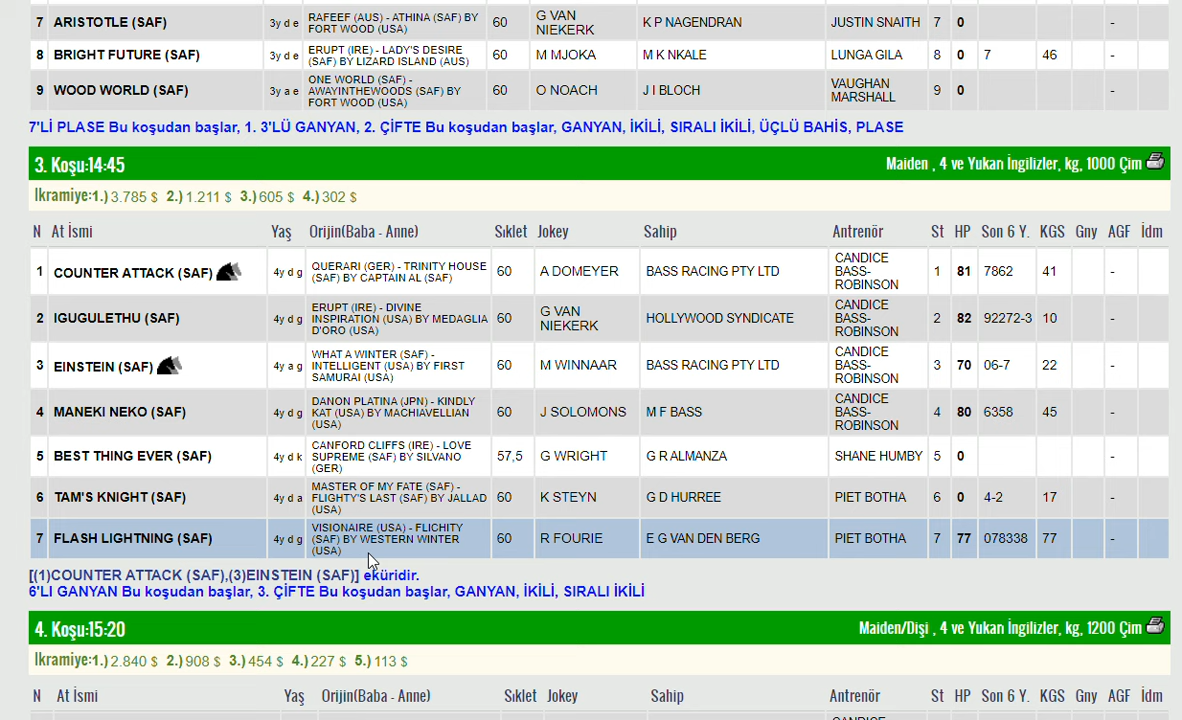 7 ARISTOTLE (SAF) 3y d e RAFEEF (AUS) - ATHINA (SAF) BY FORT WOOD (USA) 60 G VAN NIEKERK K P NAGENDRAN JUSTIN SNAITH 7 0 -
8 BRIGHT FUTURE (SAF) 3y d e ERUPT (IRE) - LADY'S DESIRE (SAF) BY LIZARD ISLAND (AUS) 60 M MJOKA M K NKALE LUNGA GILA 8 0 7 46 -
9 WOOD WORLD (SAF) 3y a e ONE WORLD (SAF) - AWAYINTHEWOODS (SAF) BY FORT WOOD (USA) 60 O NOACH J I BLOCH VAUGHAN MARSHALL 9 0 -
7'Lİ PLASE Bu koşudan başlar, 1. 3'LÜ GANYAN, 2. ÇİFTE Bu koşudan başlar, GANYAN, İKİLİ, SIRALI İKİLİ, ÜÇLÜ BAHİS, PLASE
3. Koşu:14:45 Maiden , 4 ve Yukarı İngilizler, kg, 1000 Çim
İkramiye:1.) 3.785 $ 2.) 1.211 $ 3.) 605 $ 4.) 302 $
N At İsmi Yaş Orijin(Baba - Anne) Sıklet Jokey Sahip Antrenör St HP Son 6 Y. KGS Gny AGF İdm
1 COUNTER ATTACK (SAF) 4y d g QUERARI (GER) - TRINITY HOUSE (SAF) BY CAPTAIN AL (SAF) 60 A DOMEYER BASS RACING PTY LTD CANDICE BASS-ROBINSON 1 81 7862 41 -
2 IGUGULETHU (SAF) 4y d g ERUPT (IRE) - DIVINE INSPIRATION (USA) BY MEDAGLIA D'ORO (USA) 60 G VAN NIEKERK HOLLYWOOD SYNDICATE CANDICE BASS-ROBINSON 2 82 92272-3 10 -
3 EINSTEIN (SAF) 4y a g WHAT A WINTER (SAF) - INTELLIGENT (USA) BY FIRST SAMURAI (USA) 60 M WINNAAR BASS RACING PTY LTD CANDICE BASS-ROBINSON 3 70 06-7 22 -
4 MANEKI NEKO (SAF) 4y d g DANON PLATINA (JPN) - KINDLY KAT (USA) BY MACHIAVELLIAN (USA) 60 J SOLOMONS M F BASS CANDICE BASS-ROBINSON 4 80 6358 45 -
5 BEST THING EVER (SAF) 4y d k CANFORD CLIFFS (IRE) - LOVE SUPREME (SAF) BY SILVANO (GER) 57,5 G WRIGHT G R ALMANZA SHANE HUMBY 5 0 -
6 TAM'S KNIGHT (SAF) 4y d a MASTER OF MY FATE (SAF) - FLIGHTY'S LAST (SAF) BY JALLAD (USA) 60 K STEYN G D HURREE PIET BOTHA 6 0 4-2 17 -
7 FLASH LIGHTNING (SAF) 4y d g VISIONAIRE (USA) - FLICHITY (SAF) BY WESTERN WINTER (USA) 60 R FOURIE E G VAN DEN BERG PIET BOTHA 7 77 078338 77 -
[(1)COUNTER ATTACK (SAF),(3)EINSTEIN (SAF)] eküridir.
6'LI GANYAN Bu koşudan başlar, 3. ÇİFTE Bu koşudan başlar, GANYAN, İKİLİ, SIRALI İKİLİ
4. Koşu:15:20 Maiden/Dişi , 4 ve Yukarı İngilizler, kg, 1200 Çim
İkramiye:1.) 2.840 $ 2.) 908 $ 3.) 454 $ 4.) 227 $ 5.) 113 $
N At İsmi Yaş Orijin(Baba - Anne) Sıklet Jokey Sahip Antrenör St HP Son 6 Y. KGS Gny AGF İdm